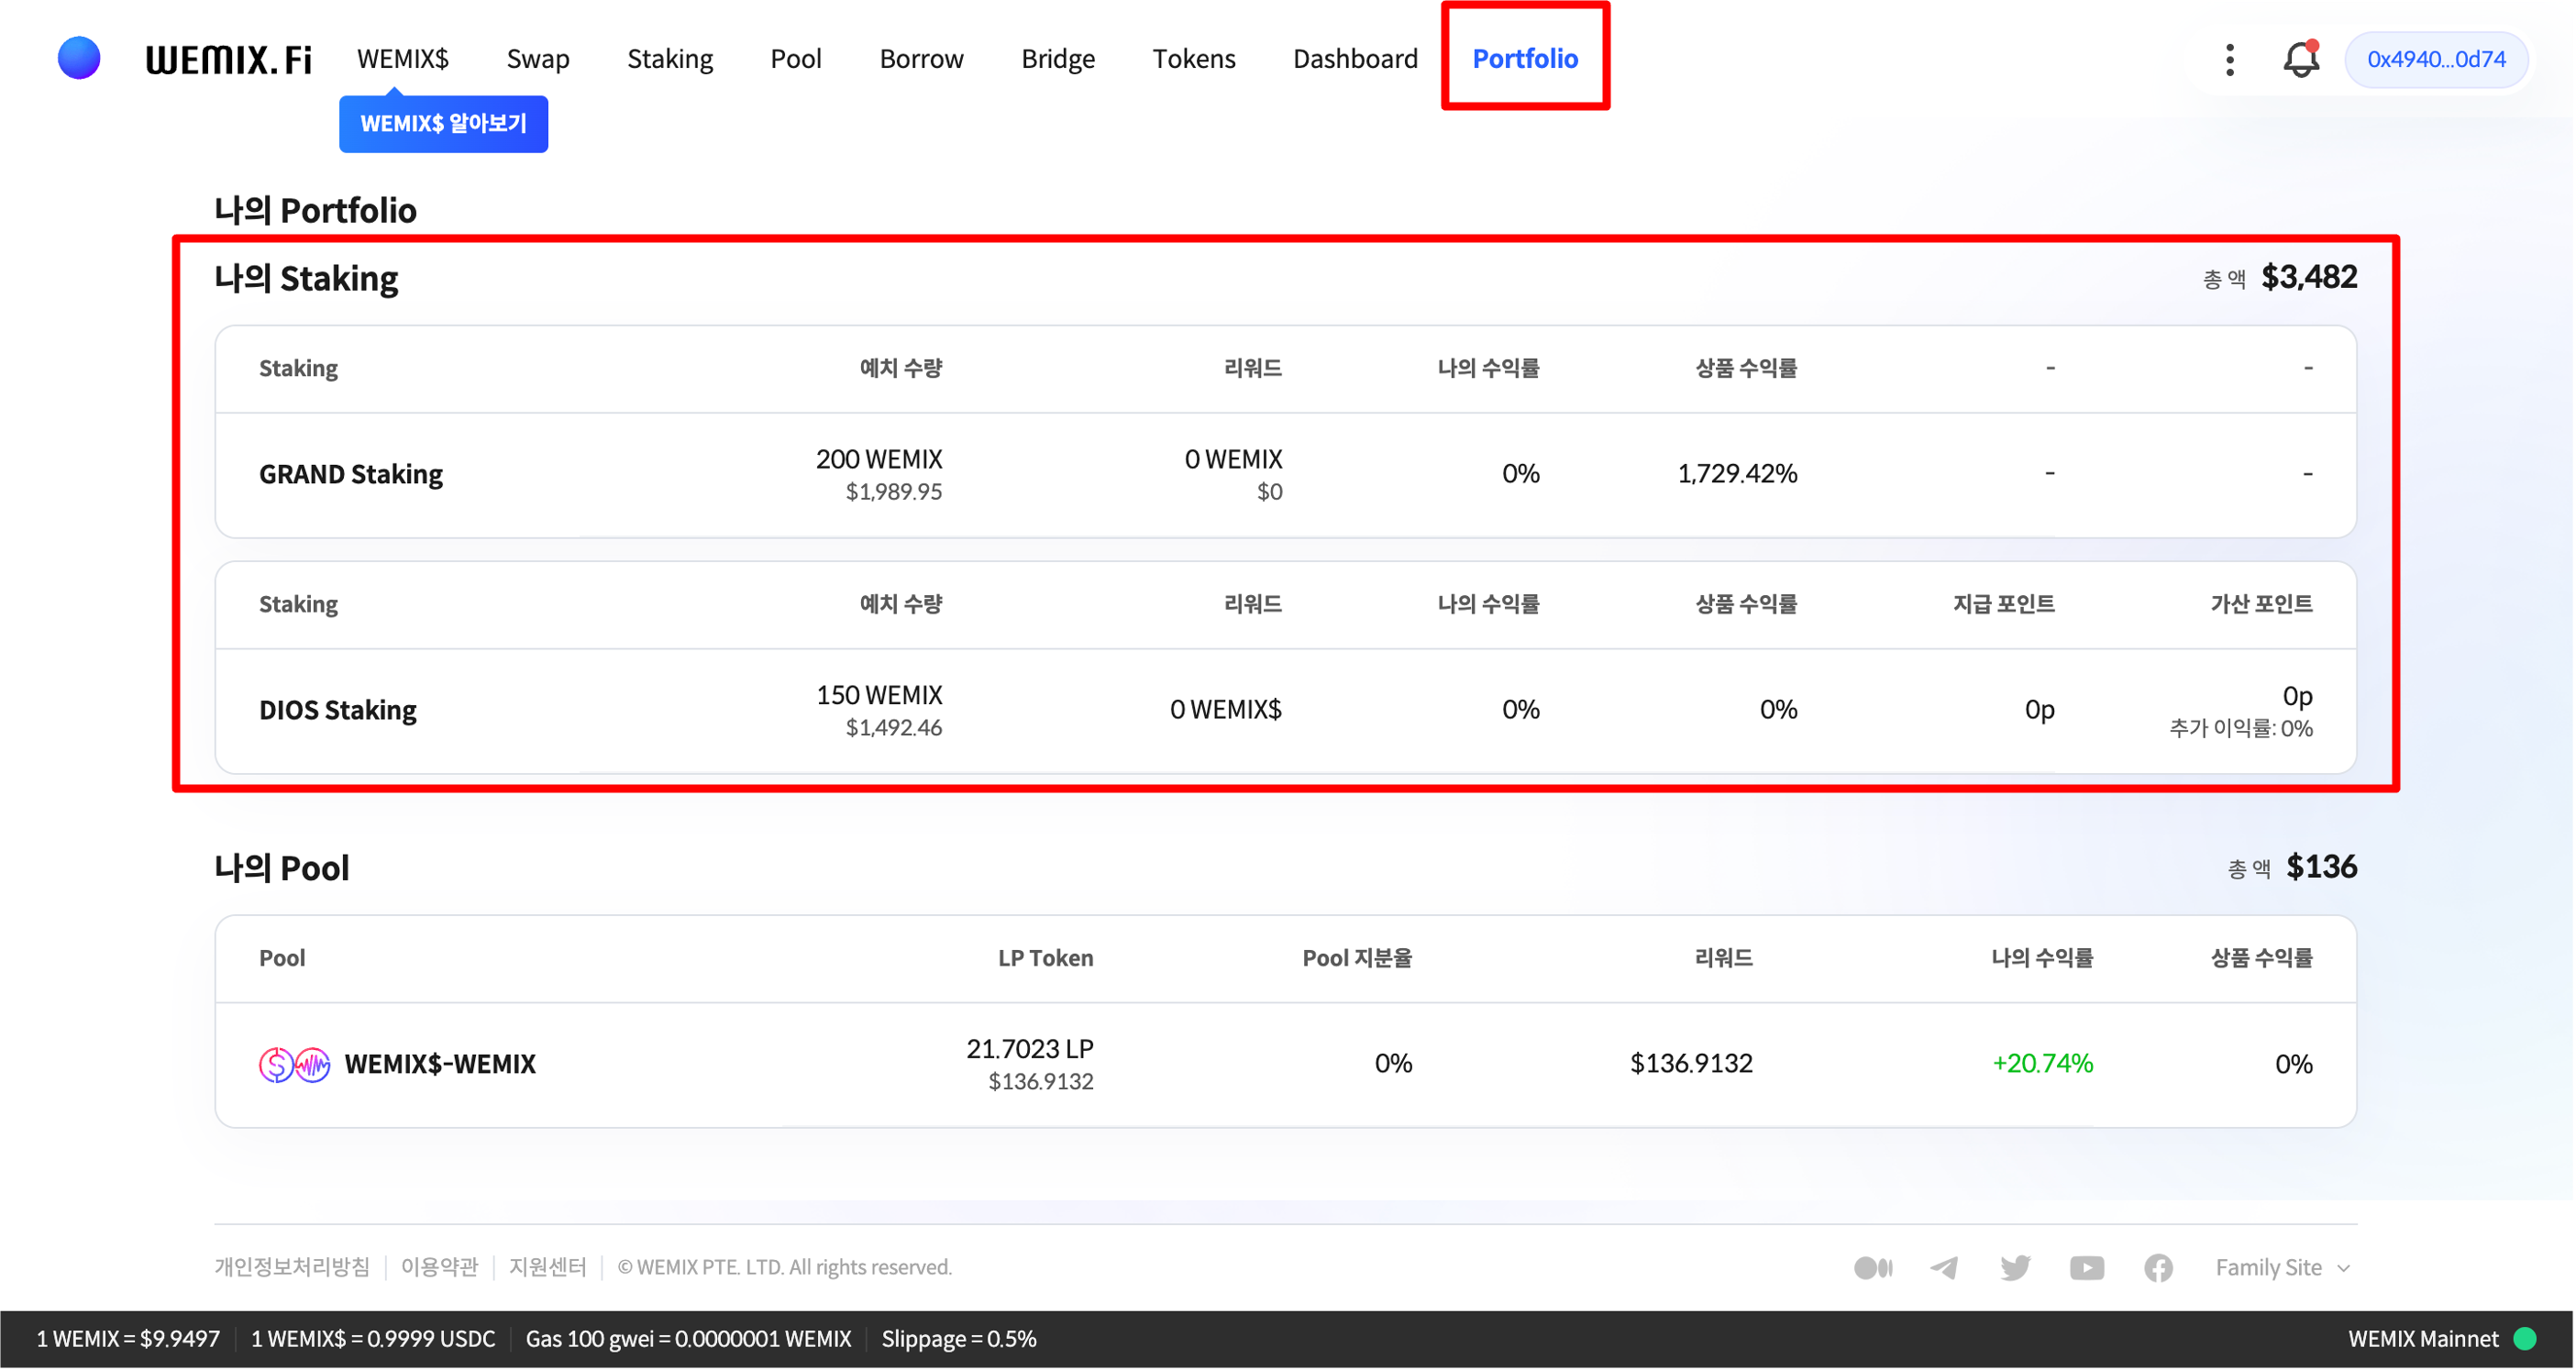 WEMIX.Fi WEMIX$ Swap Staking Pool Borrow Bridge Tokens Dashboard Portfolio 0x4940...0d74
WEMIX$ 알아보기
나의 Portfolio
나의 Staking 총 액 $3,482
Staking 예치 수량 리워드 나의 수익률 상품 수익률 - -
GRAND Staking 200 WEMIX 0 WEMIX 0% 1,729.42% - -
$1,989.95 $0
Staking 예치 수량 리워드 나의 수익률 상품 수익률 지급 포인트 가산 포인트
DIOS Staking 150 WEMIX 0 WEMIX$ 0% 0% 0p 0p
$1,492.46 추가 이익률: 0%
나의 Pool 총 액 $136
Pool LP Token Pool 지분율 리워드 나의 수익률 상품 수익률
WEMIX$-WEMIX 21.7023 LP 0% $136.9132 +20.74% 0%
$136.9132
개인정보처리방침 이용약관 지원센터 © WEMIX PTE. LTD. All rights reserved. Family Site
1 WEMIX = $9.9497 1 WEMIX$ = 0.9999 USDC Gas 100 gwei = 0.0000001 WEMIX Slippage = 0.5% WEMIX Mainnet